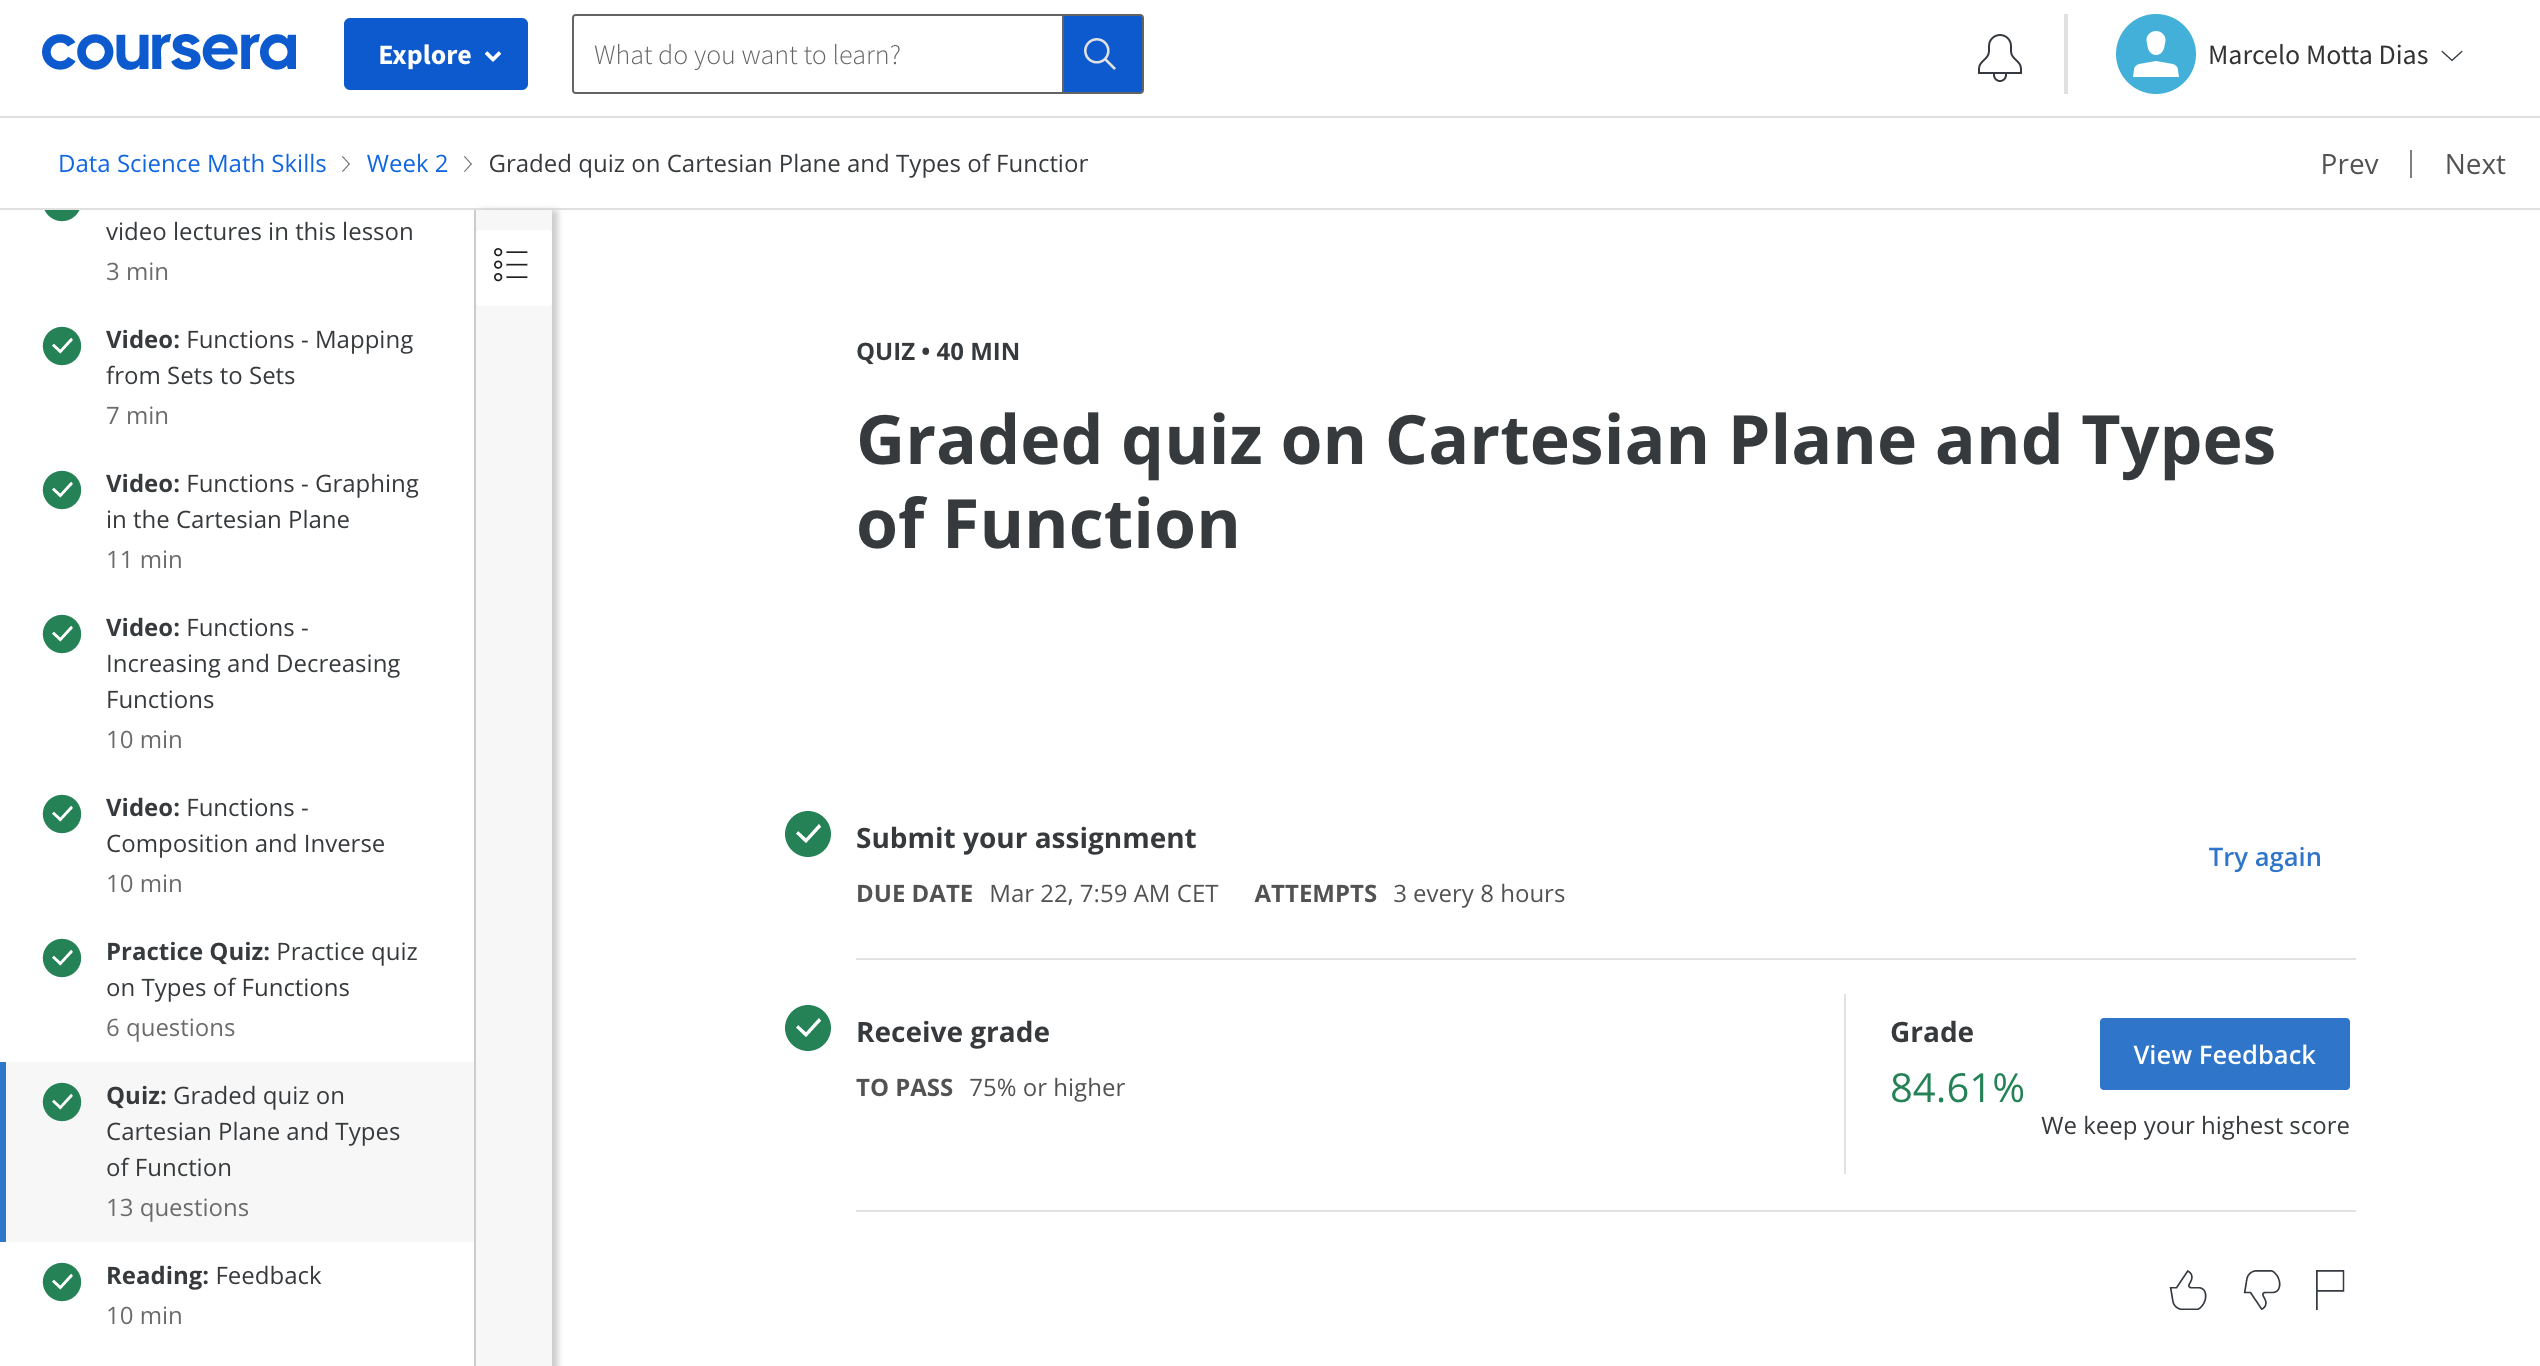 coursera
Explore
What do you want to learn?
Marcelo Motta Dias
Data Science Math Skills > Week 2 > Graded quiz on Cartesian Plane and Types of Functior
Prev | Next
video lectures in this lesson
3 min
Video: Functions - Mapping
from Sets to Sets
7 min
Video: Functions - Graphing
in the Cartesian Plane
11 min
Video: Functions -
Increasing and Decreasing
Functions
10 min
Video: Functions -
Composition and Inverse
10 min
Practice Quiz: Practice quiz
on Types of Functions
6 questions
Quiz: Graded quiz on
Cartesian Plane and Types
of Function
13 questions
Reading: Feedback
10 min
QUIZ • 40 MIN
Graded quiz on Cartesian Plane and Types
of Function
Submit your assignment
DUE DATE Mar 22, 7:59 AM CET ATTEMPTS 3 every 8 hours
Try again
Receive grade
TO PASS 75% or higher
Grade
84.61%
View Feedback
We keep your highest score